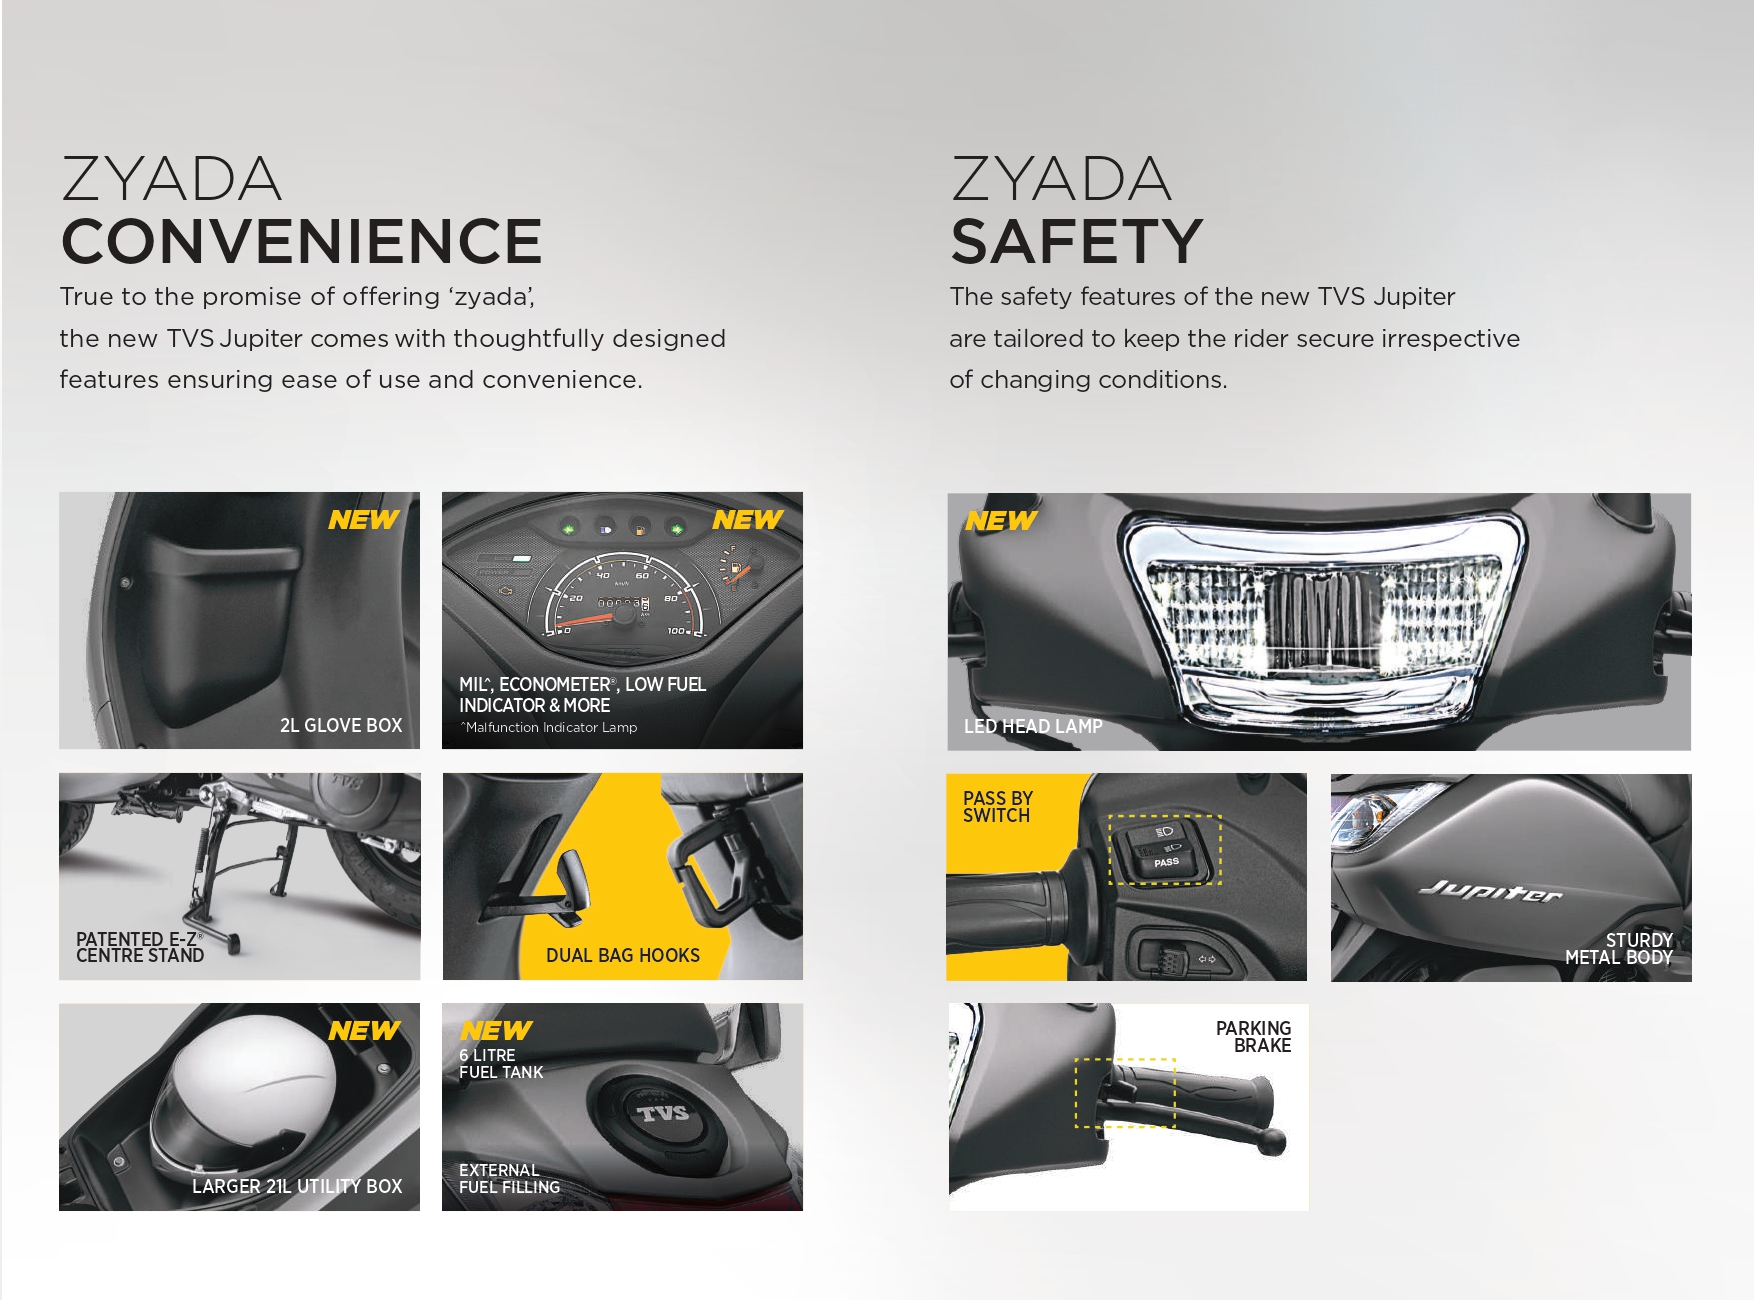 ZYADA
CONVENIENCE
True to the promise of offering ‘zyada’,
the new TVS Jupiter comes with thoughtfully designed
features ensuring ease of use and convenience.
NEW
2L GLOVE BOX
NEW
F
E
km/h
0
20
40
60
80
100
MIL^, ECONOMETER®, LOW FUEL
INDICATOR & MORE
^Malfunction Indicator Lamp
TVS
PATENTED E-Z®
CENTRE STAND
DUAL BAG HOOKS
NEW
LARGER 21L UTILITY BOX
NEW
6 LITRE
FUEL TANK
TVS
EXTERNAL
FUEL FILLING
ZYADA
SAFETY
The safety features of the new TVS Jupiter
are tailored to keep the rider secure irrespective
of changing conditions.
NEW
LED HEAD LAMP
PASS BY
SWITCH
PASS
Jupiter
STURDY
METAL BODY
PARKING
BRAKE